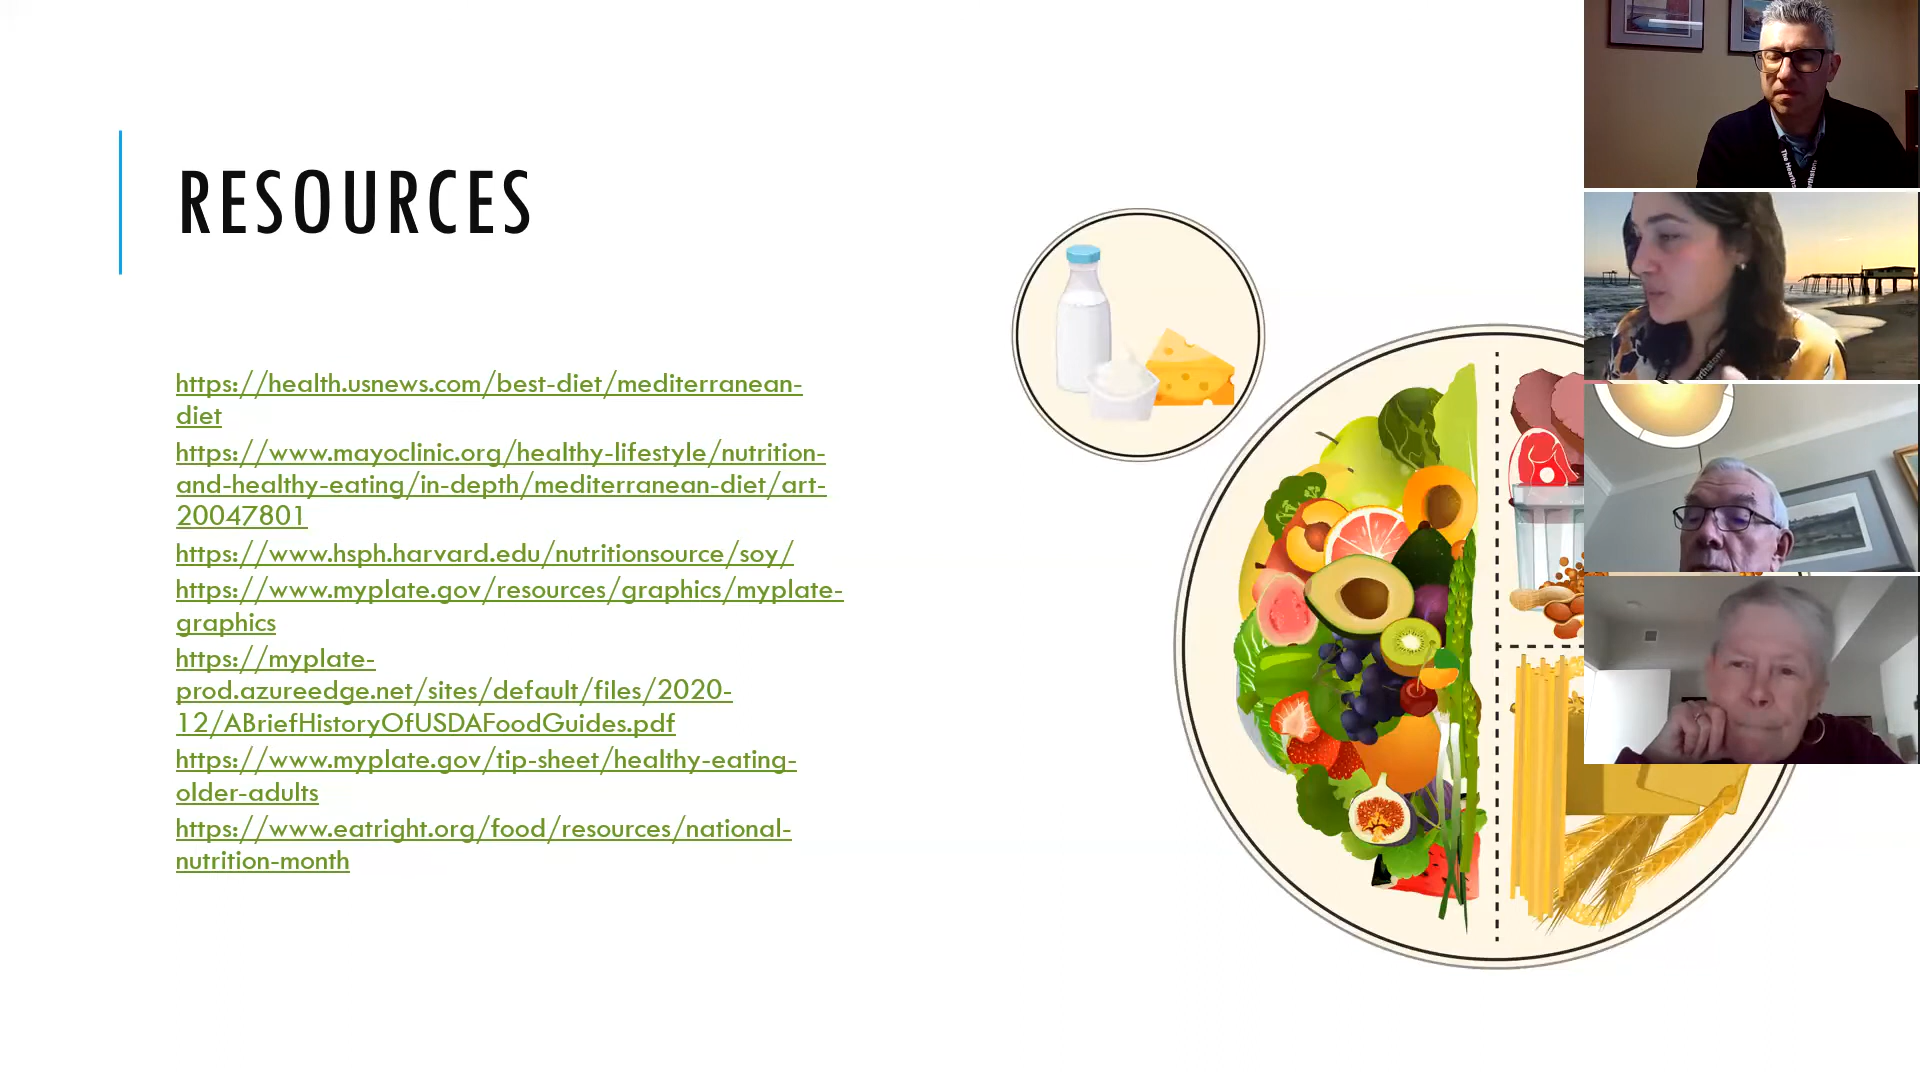 RESOURCES
https://health.usnews.com/best-diet/mediterranean-
diet
https://www.mayoclinic.org/healthy-lifestyle/nutrition-
and-healthy-eating/in-depth/mediterranean-diet/art-
20047801
https://www.hsph.harvard.edu/nutritionsource/soy/
https://www.myplate.gov/resources/graphics/myplate-
graphics
https://myplate-
prod.azureedge.net/sites/default/files/2020-
12/ABriefHistoryOfUSDAFoodGuides.pdf
https://www.myplate.gov/tip-sheet/healthy-eating-
older-adults
https://www.eatright.org/food/resources/national-
nutrition-month